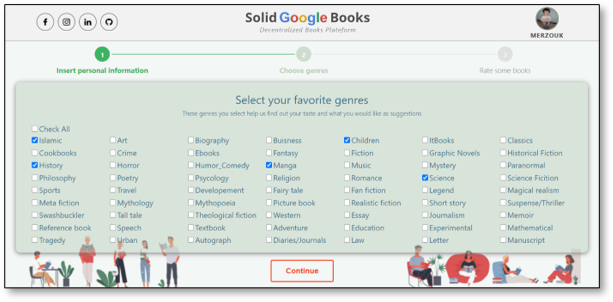 Solid Google Books
Decentralized Books Plateform
MERZOUK
1 2 3
Insert personal information Choose genres Rate some books
Select your favorite genres
These genres you select help us find out your taste and what you would like as suggestions
Check All
Islamic Art Biography Buisness Children ItBooks Classics
Cookbooks Crime Ebooks Fantasy Fiction Graphic Novels Historical Fiction
History Horror Humor_Comedy Manga Music Mystery Paranormal
Philosophy Poetry Psycology Religion Romance Science Science Fiction
Sports Travel Developement Fairy tale Fan fiction Legend Magical realism
Meta fiction Mythology Mythopoeia Picture book Realistic fiction Short story Suspense/Thriller
Swashbuckler Tall tale Theological fiction Western Essay Journalism Memoir
Reference book Speech Textbook Adventure Education Experimental Mathematical
Tragedy Urban Autograph Diaries/Journals Law Letter Manuscript
Continue